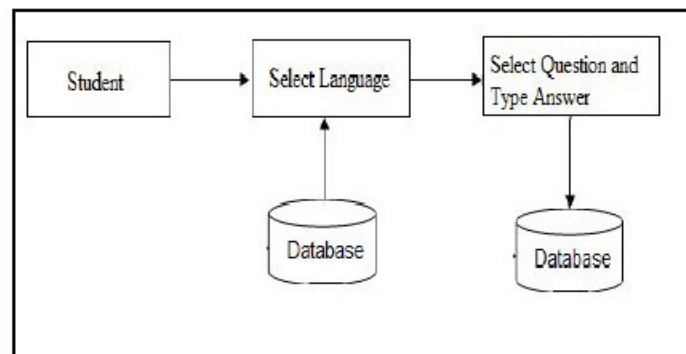 Student
Select Language
Select Question and
Type Answer
Database
Database